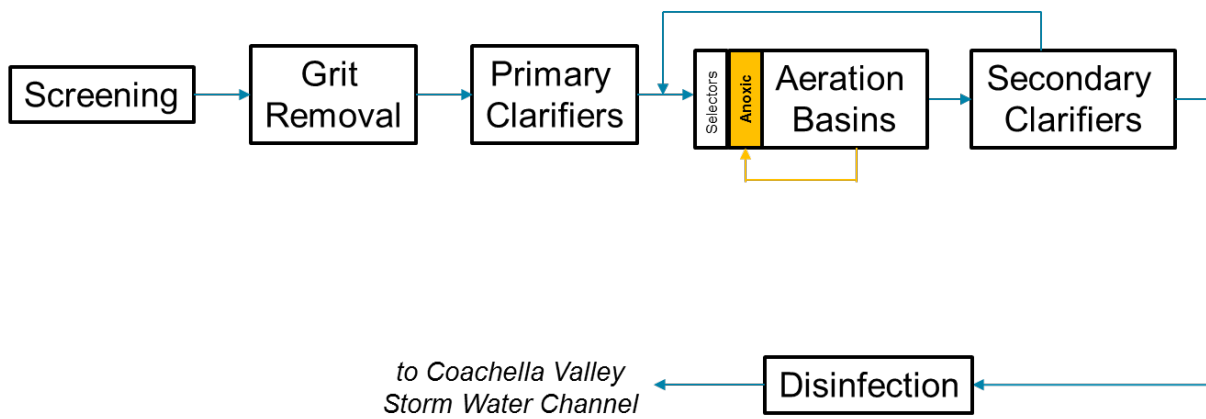 Screening
Grit
Removal
Primary
Clarifiers
Selectors
Anoxic
Aeration
Basins
Secondary
Clarifiers
to Coachella Valley
Storm Water Channel
Disinfection